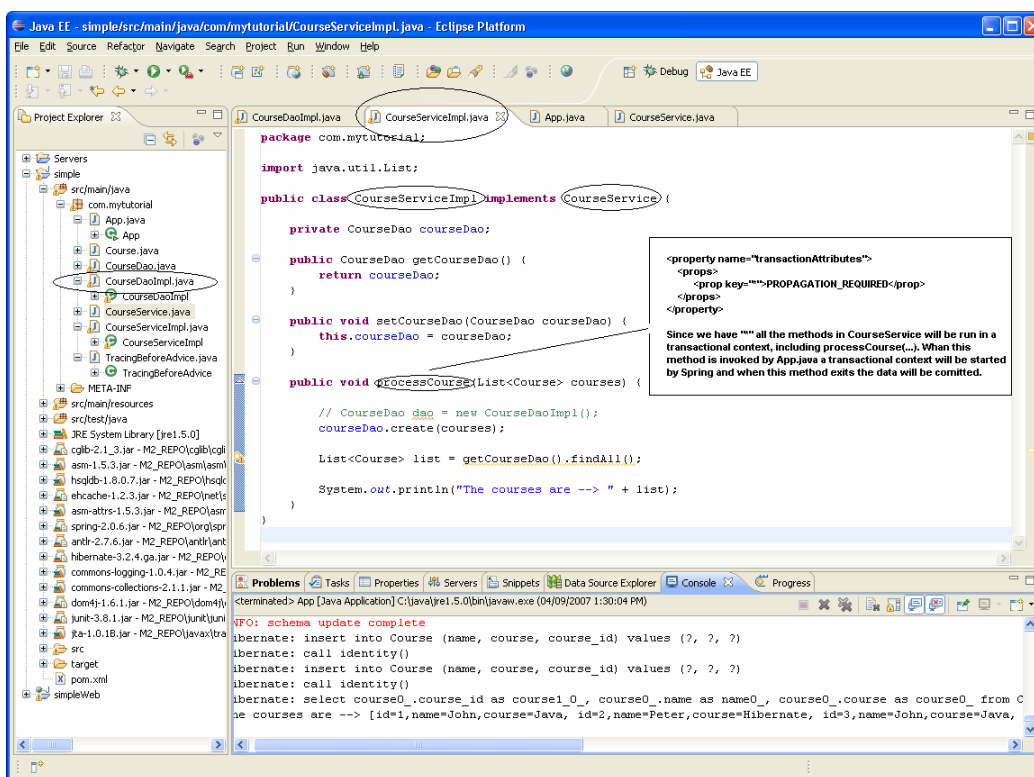 Java EE - simple/src/main/java/com/mytutorial/CourseServiceImpl.java - Eclipse Platform
File Edit Source Refactor Navigate Search Project Run Window Help
Debug Java EE
Project Explorer
Servers
simple
src/main/java
com.mytutorial
App.java
App
Course.java
CourseDao.java
CourseDaoImpl.java
CourseDaoImpl
CourseService.java
CourseServiceImpl.java
CourseServiceImpl
TracingBeforeAdvice.java
TracingBeforeAdvice
META-INF
src/main/resources
src/test/java
JRE System Library [jre1.5.0]
cglib-2.1_3.jar - M2_REPO\cglib\cgli
asm-1.5.3.jar - M2_REPO\asm\asm\
hsqldb-1.8.0.7.jar - M2_REPO\hsqlc
ehcache-1.2.3.jar - M2_REPO\net\s
asm-attrs-1.5.3.jar - M2_REPO\asm
spring-2.0.6.jar - M2_REPO\org\spr
antlr-2.7.6.jar - M2_REPO\antlr\ant
hibernate-3.2.4.ga.jar - M2_REPO\
commons-logging-1.0.4.jar - M2_RE
commons-collections-2.1.1.jar - M2_
dom4j-1.6.1.jar - M2_REPO\dom4j\
junit-3.8.1.jar - M2_REPO\junit\juni
jta-1.0.1B.jar - M2_REPO\javax\tra
src
target
pom.xml
simpleWeb
CourseDaoImpl.java CourseServiceImpl.java App.java CourseService.java
package com.mytutorial;
import java.util.List;
public class CourseServiceImpl implements CourseService {
private CourseDao courseDao;
public CourseDao getCourseDao() {
return courseDao;
}
public void setCourseDao(CourseDao courseDao) {
this.courseDao = courseDao;
}
public void processCourse(List<Course> courses) {
// CourseDao dao = new CourseDaoImpl();
courseDao.create(courses);
List<Course> list = getCourseDao().findAll();
System.out.println("The courses are --> " + list);
}
}
<property name="transactionAttributes">
<props>
<prop key="*">PROPAGATION_REQUIRED</prop>
</props>
</property>
Since we have "*" all the methods in CourseService will be run in a
transactional context, including processCourse(...). Whan this
method is invoked by App.java a transactional context will be started
by Spring and when this method exits the data will be comitted.
Problems Tasks Properties Servers Snippets Data Source Explorer Console Progress
<terminated> App [Java Application] C:\java\jre1.5.0\bin\javaw.exe (04/09/2007 1:30:04 PM)
NFO: schema update complete
ibernate: insert into Course (name, course, course_id) values (?, ?, ?)
ibernate: call identity()
ibernate: insert into Course (name, course, course_id) values (?, ?, ?)
ibernate: call identity()
ibernate: select course0_.course_id as course1_0_, course0_.name as name0_, course0_.course as course0_ from C
he courses are --> [id=1,name=John,course=Java, id=2,name=Peter,course=Hibernate, id=3,name=John,course=Java,